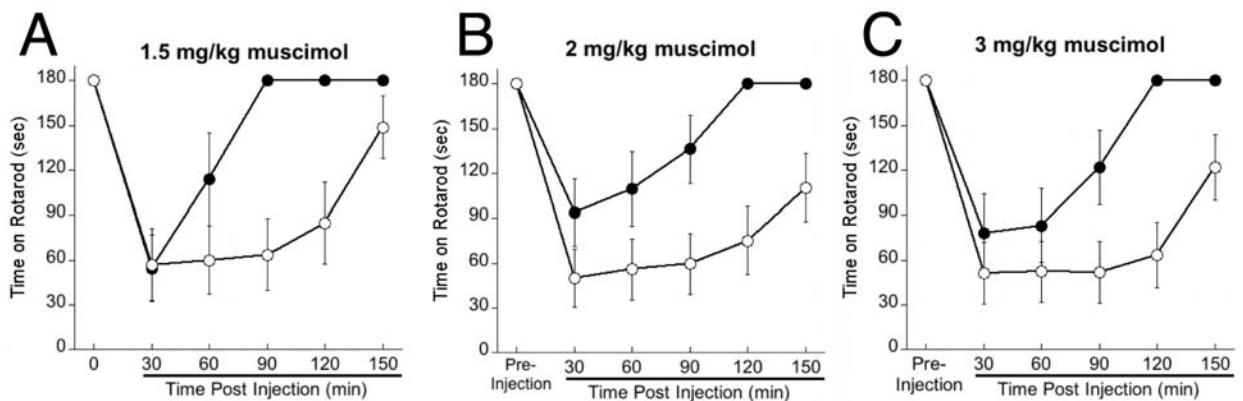 A
1.5 mg/kg muscimol
180
150
120
90
60
30
0
Time on Rotarod (sec)
0 30 60 90 120 150
Time Post Injection (min)
B
2 mg/kg muscimol
180
150
120
90
60
30
0
Time on Rotarod (sec)
Pre- 30 60 90 120 150
Injection Time Post Injection (min)
C
3 mg/kg muscimol
180
150
120
90
60
30
0
Time on Rotarod (sec)
Pre- 30 60 90 120 150
Injection Time Post Injection (min)